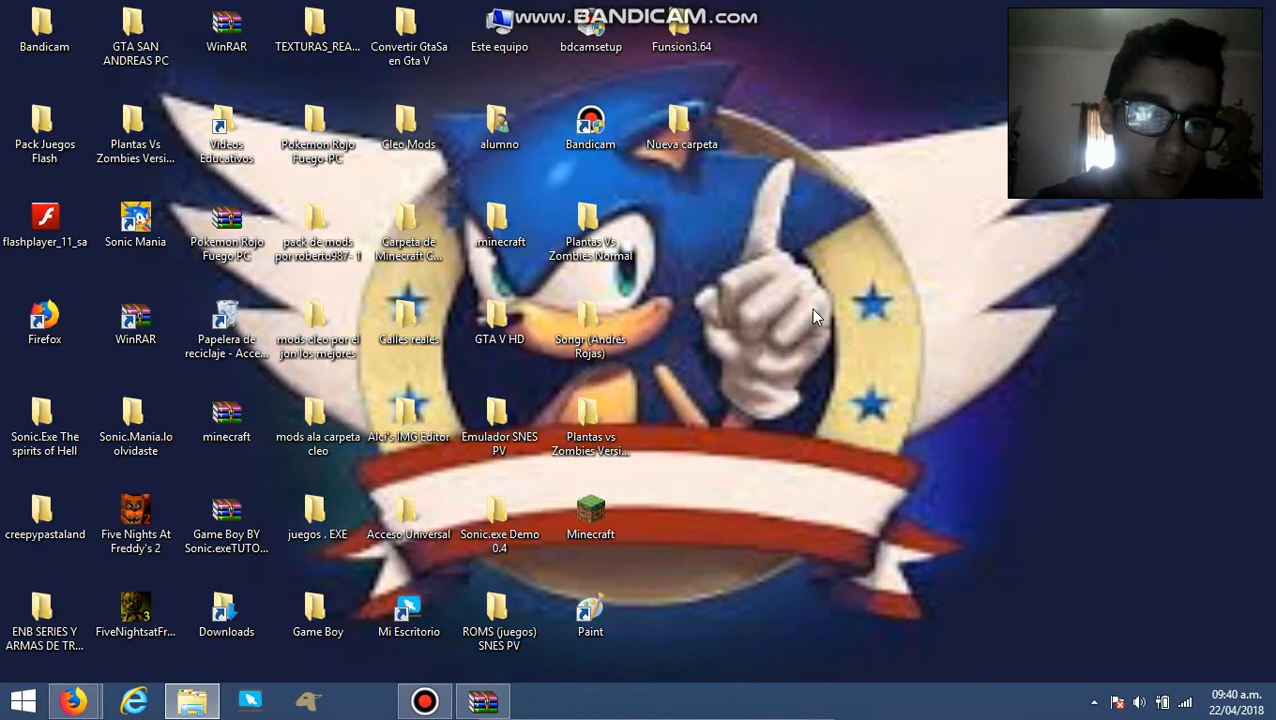 www.BANDICAM.com
Bandicam
GTA SAN
ANDREAS PC
WinRAR
TEXTURAS_REA...
Convertir GtaSa
en Gta V
Este equipo
bdcamsetup
Funsion3.64
Pack Juegos
Flash
Plantas Vs
Zombies Versi...
Videos
Educativos
Pokemon Rojo
Fuego-PC
Cleo Mods
alumno
Bandicam
Nueva carpeta
flashplayer_11_sa
Sonic Mania
Pokemon Rojo
Fuego PC
pack de mods
por roberto987- 1
Carpeta de
Minecraft C...
.minecraft
Plantas Vs
Zombies Normal
Firefox
WinRAR
Papelera de
reciclaje - Acce...
mods cleo por el
jon los mejores
Calles reales
GTA V HD
Songr (Andrés
Rojas)
Sonic.Exe The
spirits of Hell
Sonic.Mania.lo
olvidaste
minecraft
mods ala carpeta
cleo
Alci's IMG Editor
Emulador SNES
PV
Plantas vs
Zombies Versi...
creepypastaland
Five Nights At
Freddy's 2
Game Boy BY
Sonic.exeTUTO...
juegos . EXE
Acceso Universal
Sonic.exe Demo
0.4
Minecraft
ENB SERIES Y
ARMAS DE TR...
FiveNightsatFr...
Downloads
Game Boy
Mi Escritorio
ROMS (juegos)
SNES PV
Paint
09:40 a.m.
22/04/2018